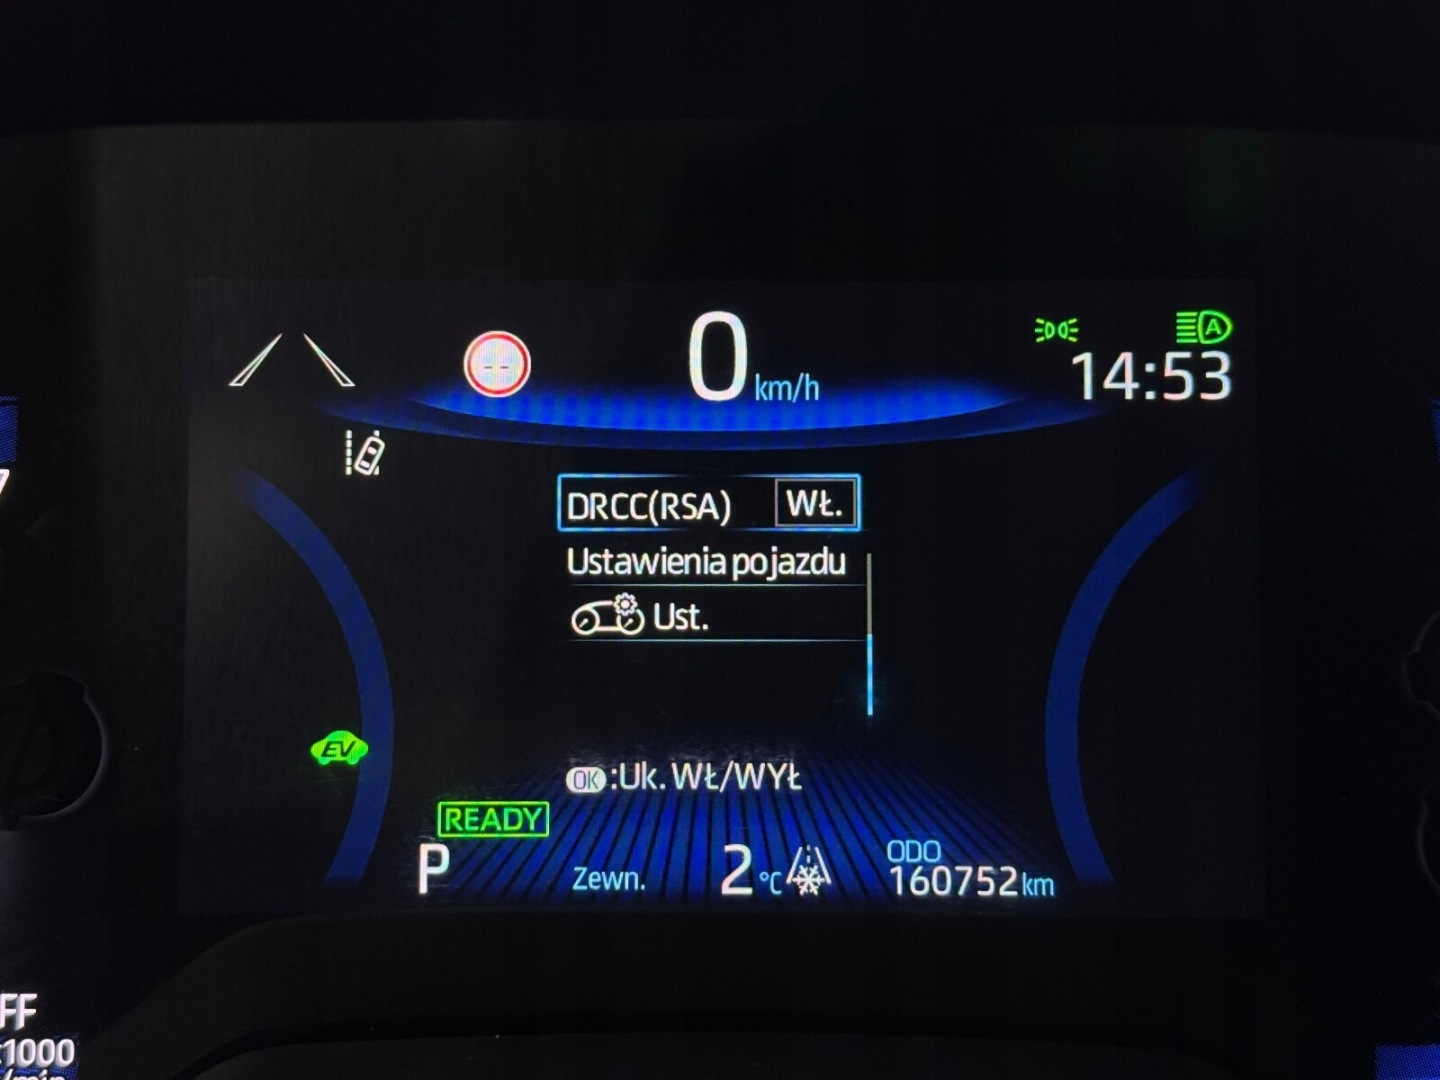 0 km/h
14:53
--
DRCC(RSA) WŁ.
Ustawienia pojazdu
Ust.
EV
OK :Uk. WŁ/WYŁ
READY
P
Zewn. 2 °C
ODO
160752 km
FF
1000